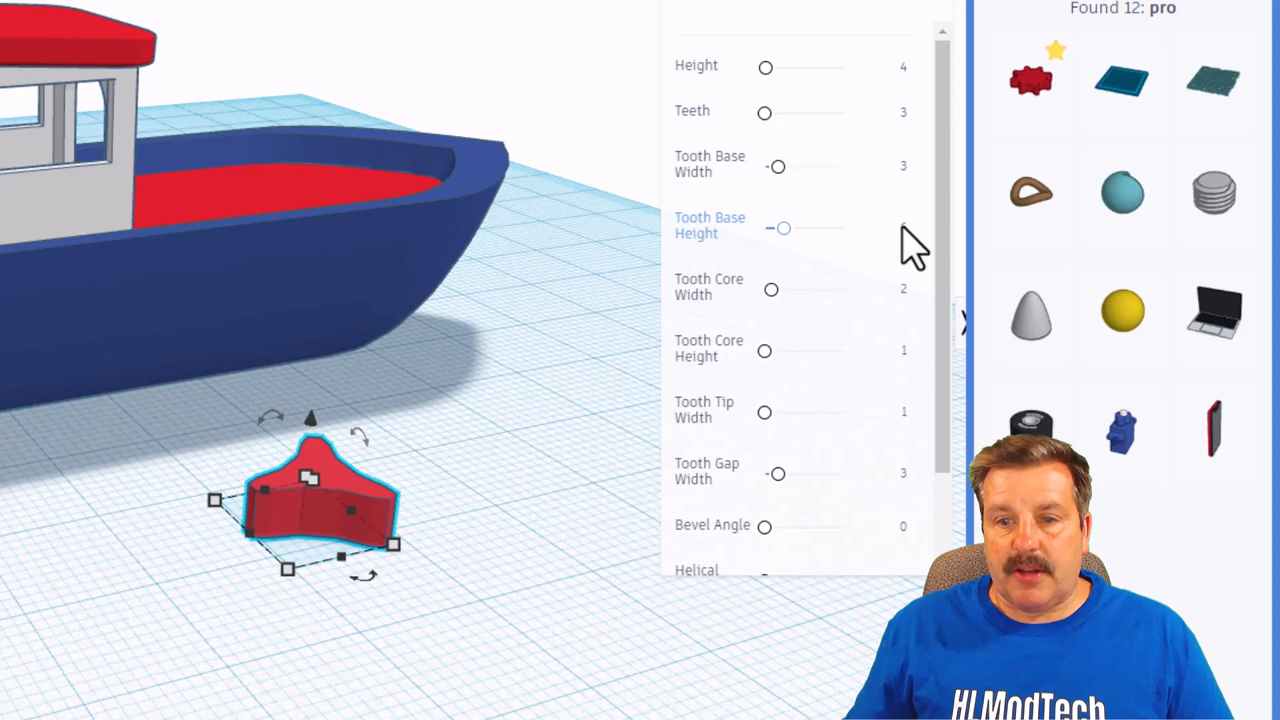 Found 12: pro
Height 4
Teeth 3
Tooth Base
Width 3
Tooth Base
Height
Tooth Core
Width 2
Tooth Core
Height 1
Tooth Tip
Width 1
Tooth Gap
Width 3
Bevel Angle 0
Helical
HLModTech